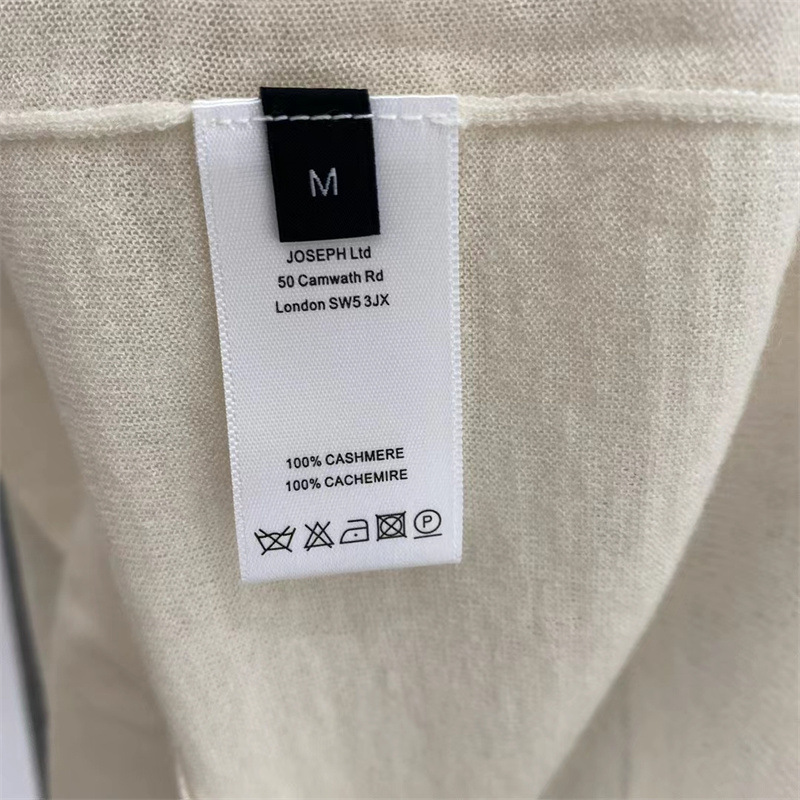 M
JOSEPH Ltd
50 Camwath Rd
London SW5 3JX
100% CASHMERE
100% CACHEMIRE
P